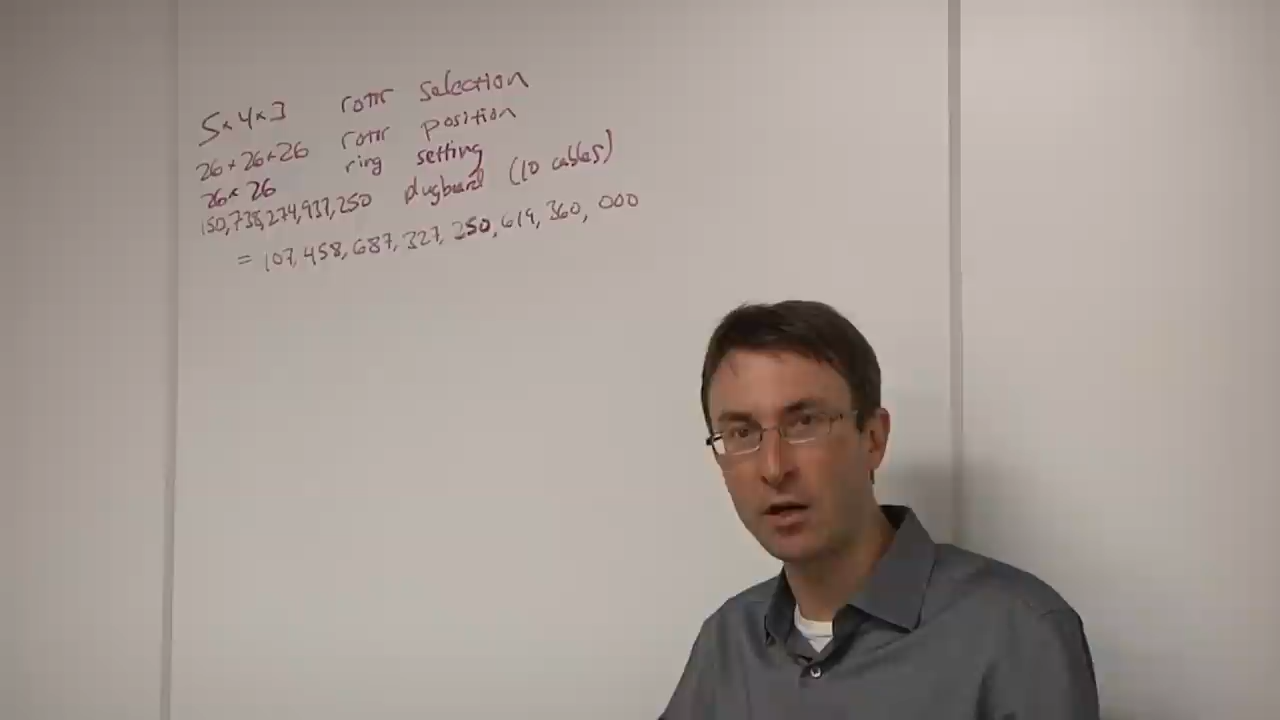 5 x 4 x 3 rotor selection
26 x 26 x 26 rotor position
26 x 26 ring setting
150,738,274,937,250 plugboard (10 cables)
= 107,458,687,327,250,619,360,000